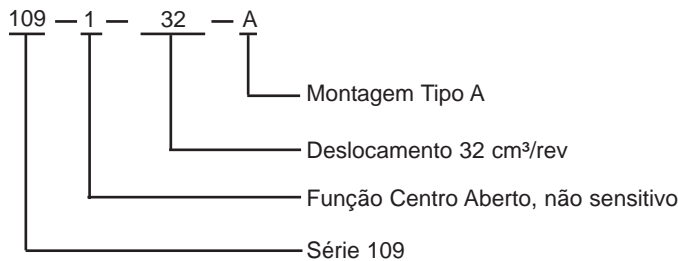 109 — 1 — 32 — A
Montagem Tipo A
Deslocamento 32 cm³/rev
Função Centro Aberto, não sensitivo
Série 109